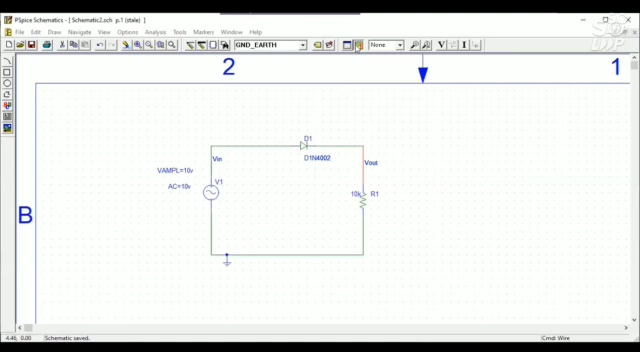 PSpice Schematics - [ Schematic2.sch p.1 (stale) ]
File Edit Draw Navigate View Options Analysis Tools Markers Window Help
GND_EARTH None V I
2 1
B
D1
Vin D1N4002 Vout
VAMPL=10v
V1
AC=10v
10k R1
4.46, 0.00 Schematic saved. Cmd: Wire